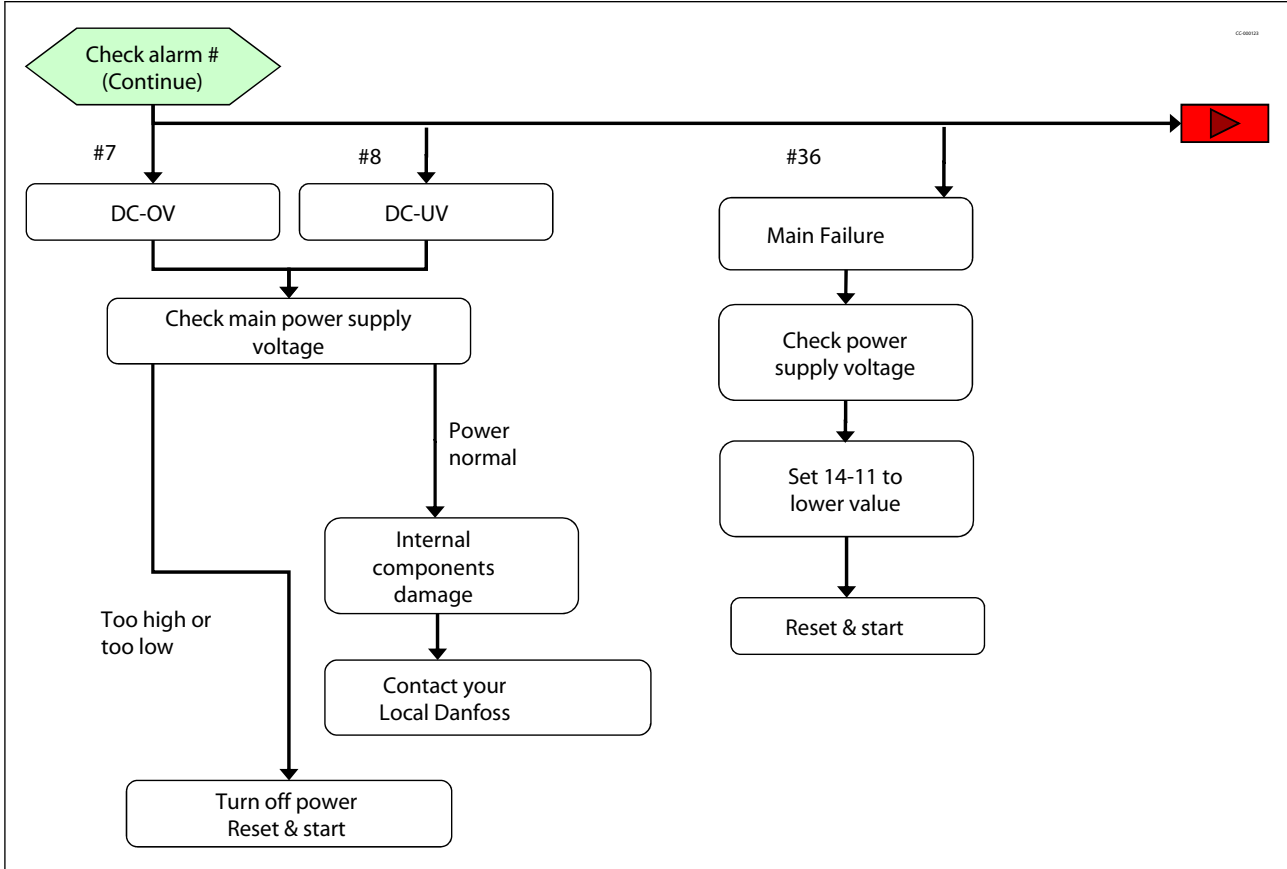 CC-000123
Check alarm #
(Continue)
#7
#8
#36
DC-OV
DC-UV
Main Failure
Check main power supply
voltage
Check power
supply voltage
Power
normal
Set 14-11 to
lower value
Internal
components
damage
Too high or
too low
Reset & start
Contact your
Local Danfoss
Turn off power
Reset & start